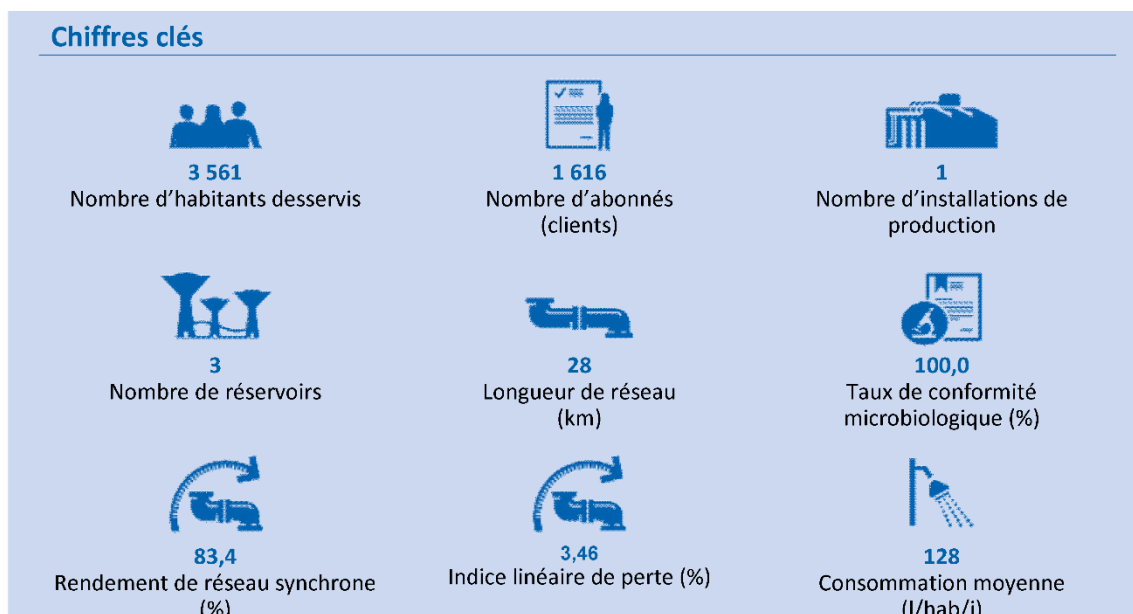 Chiffres clés
3 561
Nombre d'habitants desservis
1 616
Nombre d'abonnés
(clients)
1
Nombre d'installations de
production
3
Nombre de réservoirs
28
Longueur de réseau
(km)
100,0
Taux de conformité
microbiologique (%)
83,4
Rendement de réseau synchrone
(%)
3,46
Indice linéaire de perte (%)
128
Consommation moyenne
(l/hab/j)